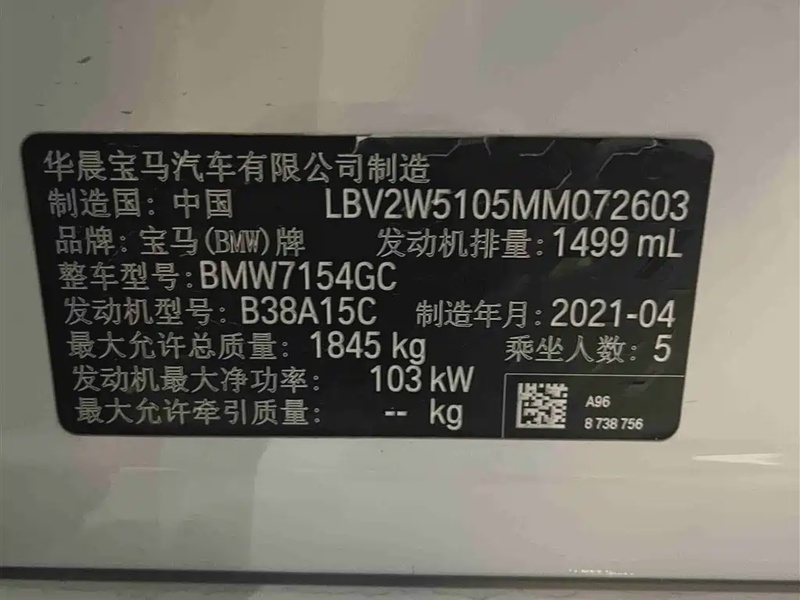 华晨宝马汽车有限公司制造
制造国: 中国 LBV2W5105MM072603
品牌: 宝马(BMW)牌 发动机排量: 1499 mL
整车型号: BMW7154GC
发动机型号: B38A15C 制造年月: 2021-04
最大允许总质量: 1845 kg 乘坐人数: 5
发动机最大净功率: 103 kW
最大允许牵引质量: -- kg
A96
8 738 756